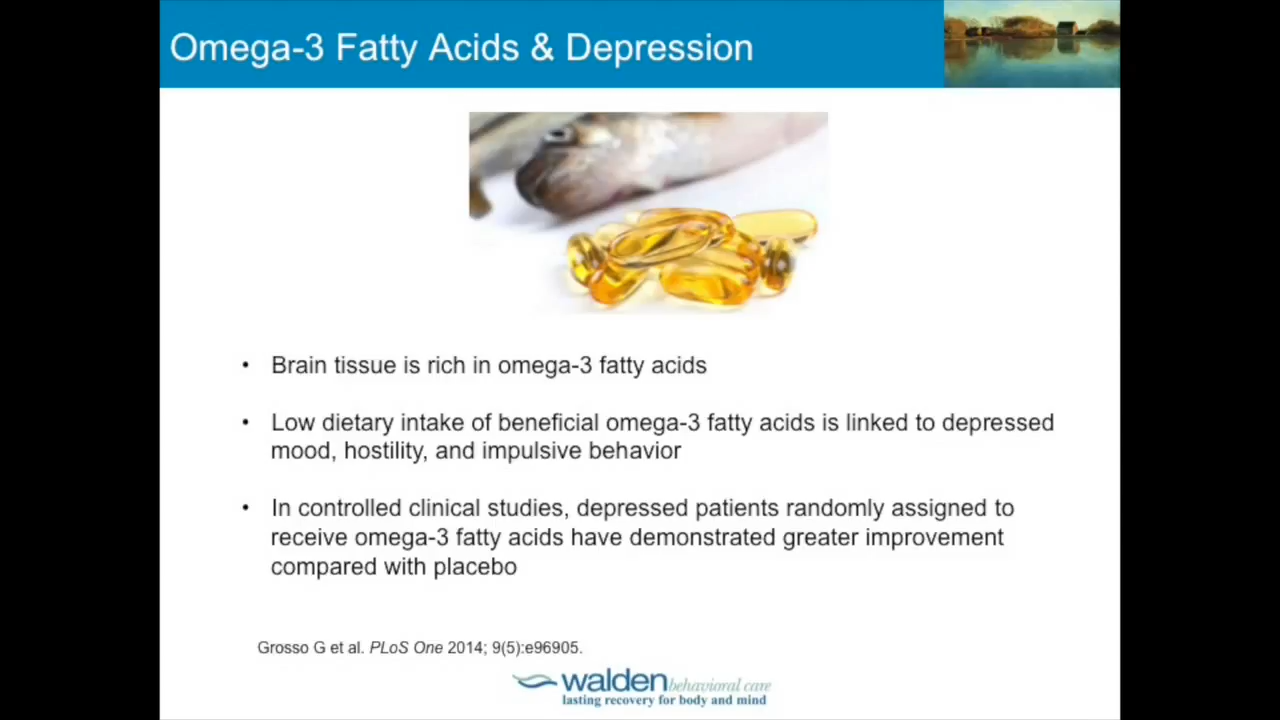 Omega-3 Fatty Acids & Depression
• Brain tissue is rich in omega-3 fatty acids
• Low dietary intake of beneficial omega-3 fatty acids is linked to depressed
mood, hostility, and impulsive behavior
• In controlled clinical studies, depressed patients randomly assigned to
receive omega-3 fatty acids have demonstrated greater improvement
compared with placebo
Grosso G et al. PLoS One 2014; 9(5):e96905.
walden behavioral care
lasting recovery for body and mind